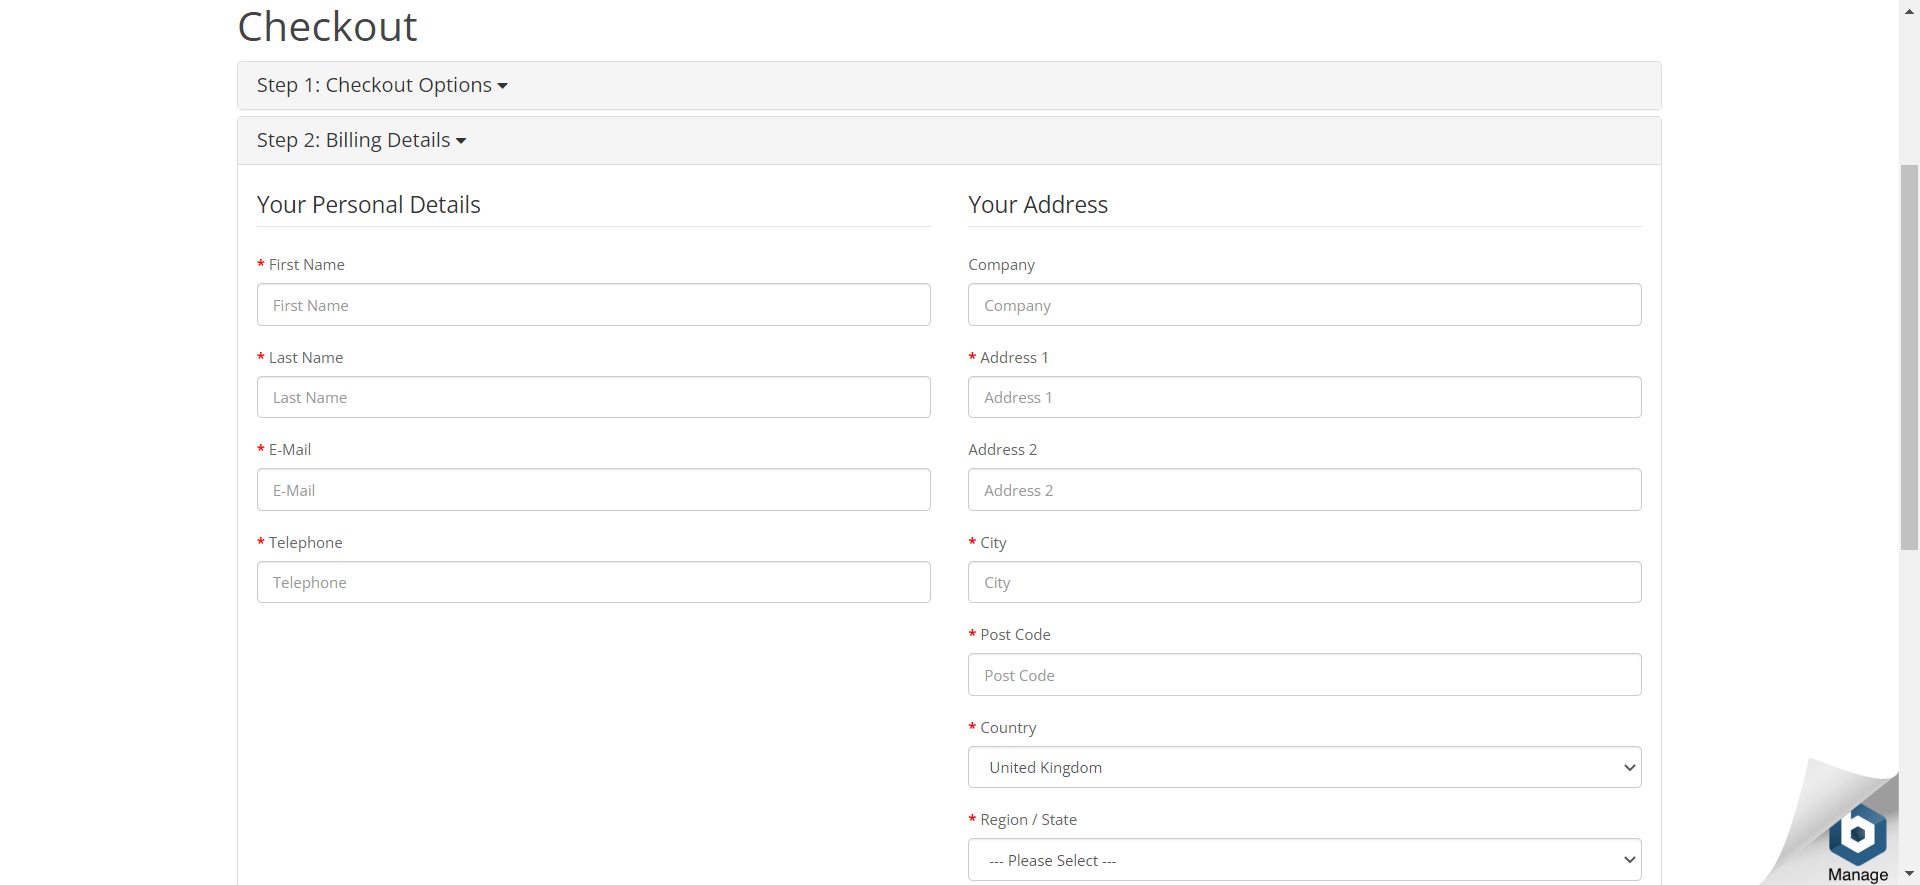 Checkout
Step 1: Checkout Options
Step 2: Billing Details
Your Personal Details
* First Name
First Name
* Last Name
Last Name
* E-Mail
E-Mail
* Telephone
Telephone
Your Address
Company
Company
* Address 1
Address 1
Address 2
Address 2
* City
City
* Post Code
Post Code
* Country
United Kingdom
* Region / State
--- Please Select ---
b
Manage